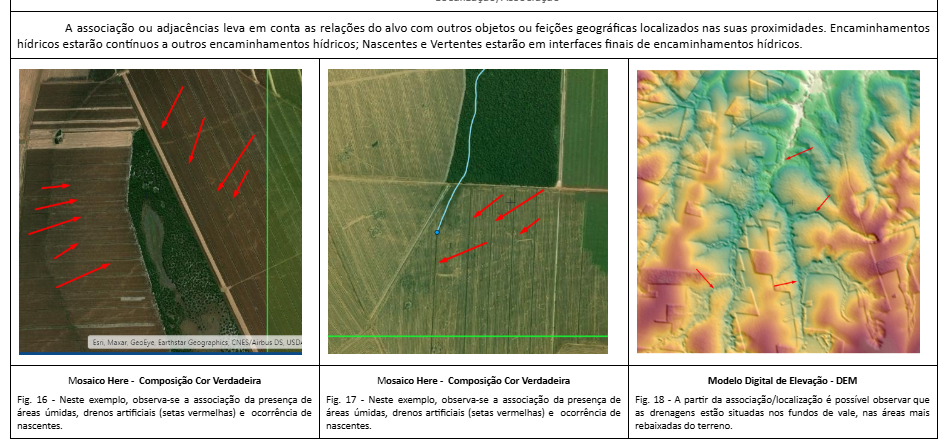 Localização/Associação
A associação ou adjacências leva em conta as relações do alvo com outros objetos ou feições geográficas localizados nas suas proximidades. Encaminhamentos
hídricos estarão contínuos a outros encaminhamentos hídricos; Nascentes e Vertentes estarão em interfaces finais de encaminhamentos hídricos.
Esri, Maxar, GeoEye, Earthstar Geographics, CNES/Airbus DS, USDA
Mosaico Here - Composição Cor Verdadeira
Fig. 16 - Neste exemplo, observa-se a associação da presença de
áreas úmidas, drenos artificiais (setas vermelhas) e ocorrência de
nascentes.
Mosaico Here - Composição Cor Verdadeira
Fig. 17 - Neste exemplo, observa-se a associação da presença de
áreas úmidas, drenos artificiais (setas vermelhas) e ocorrência de
nascentes.
Modelo Digital de Elevação - DEM
Fig. 18 - A partir da associação/localização é possível observar que
as drenagens estão situadas nos fundos de vale, nas áreas mais
rebaixadas do terreno.